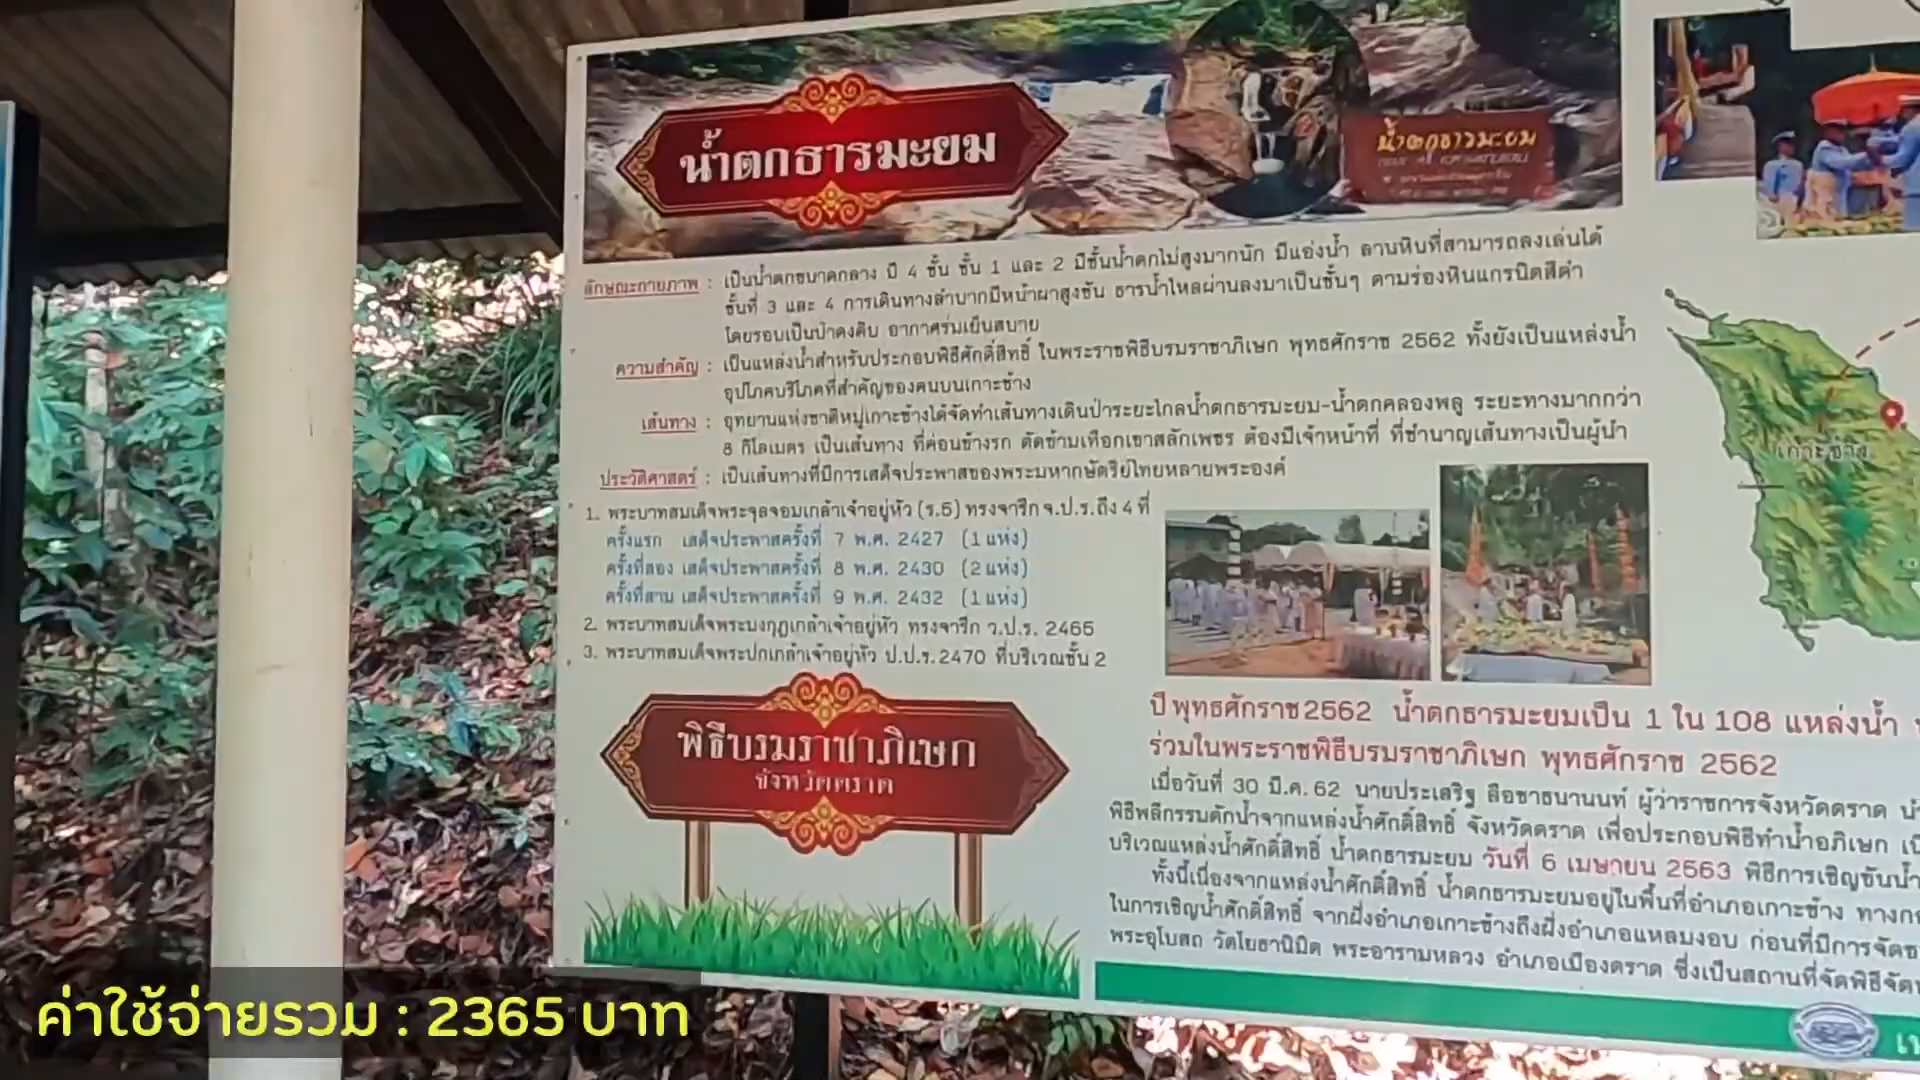 น้ำตกธารมะยม
น้ำตกธารมะยม
ลักษณะกายภาพ : เป็นน้ำตกขนาดกลาง มี 4 ชั้น ชั้น 1 และ 2 มีชั้นน้ำตกไม่สูงมากนัก มีแอ่งน้ำ ลานหินที่สามารถลงเล่นได้
ชั้นที่ 3 และ 4 การเดินทางลำบากมีหน้าผาสูงชัน ธารน้ำไหลผ่านลงมาเป็นชั้นๆ ตามร่องหินแกรนิตสีดำ
โดยรอบเป็นป่าดงดิบ อากาศร่มเย็นสบาย
ความสำคัญ : เป็นแหล่งน้ำสำหรับประกอบพิธีศักดิ์สิทธิ์ ในพระราชพิธีบรมราชาภิเษก พุทธศักราช 2562 ทั้งยังเป็นแหล่งน้ำ
อุปโภคบริโภคที่สำคัญของคนบนเกาะช้าง
เส้นทาง : อุทยานแห่งชาติหมู่เกาะช้างได้จัดทำเส้นทางเดินป่าระยะไกลน้ำตกธารมะยม-น้ำตกคลองพลู ระยะทางมากกว่า
8 กิโลเมตร เป็นเส้นทาง ที่ค่อนข้างรก ตัดข้ามเทือกเขาสลักเพชร ต้องมีเจ้าหน้าที่ ที่ชำนาญเส้นทางเป็นผู้นำ
ประวัติศาสตร์ : เป็นเส้นทางที่มีการเสด็จประพาสของพระมหากษัตริย์ไทยหลายพระองค์
1. พระบาทสมเด็จพระจุลจอมเกล้าเจ้าอยู่หัว (ร.5) ทรงจารึก จ.ป.ร. ถึง 4 ที่
ครั้งแรก เสด็จประพาสครั้งที่ 7 พ.ศ. 2427 (1 แห่ง)
ครั้งที่สอง เสด็จประพาสครั้งที่ 8 พ.ศ. 2430 (2 แห่ง)
ครั้งที่สาม เสด็จประพาสครั้งที่ 9 พ.ศ. 2432 (1 แห่ง)
2. พระบาทสมเด็จพระมงกุฎเกล้าเจ้าอยู่หัว ทรงจารึก ว.ป.ร. 2465
3. พระบาทสมเด็จพระปกเกล้าเจ้าอยู่หัว ป.ป.ร. 2470 ที่บริเวณชั้น 2
เกาะช้าง
พิธีบรมราชาภิเษก
จังหวัดตราด
ปีพุทธศักราช2562 น้ำตกธารมะยมเป็น 1 ใน 108 แหล่งน้ำ
ร่วมในพระราชพิธีบรมราชาภิเษก พุทธศักราช 2562
เมื่อวันที่ 30 มี.ค. 62 นายประเสริฐ ลือชาธนานนท์ ผู้ว่าราชการจังหวัดตราด
พิธีพลีกรรมตักน้ำจากแหล่งน้ำศักดิ์สิทธิ์ จังหวัดตราด เพื่อประกอบพิธีทำน้ำอภิเษก
บริเวณแหล่งน้ำศักดิ์สิทธิ์ น้ำตกธารมะยม วันที่ 6 เมษายน 2563 พิธีการเชิญขันน้ำ
ทั้งนี้เนื่องจากแหล่งน้ำศักดิ์สิทธิ์ น้ำตกธารมะยมอยู่ในพื้นที่อำเภอเกาะช้าง
ในการเชิญน้ำศักดิ์สิทธิ์ จากฝั่งอำเภอเกาะช้างถึงฝั่งอำเภอแหลมงอบ ก่อนที่มีการ
พระอุโบสถ วัดโยธานิมิต พระอารามหลวง อำเภอเมืองตราด ซึ่งเป็นสถานที่จัดพิธี
ค่าใช้จ่ายรวม : 2365 บาท